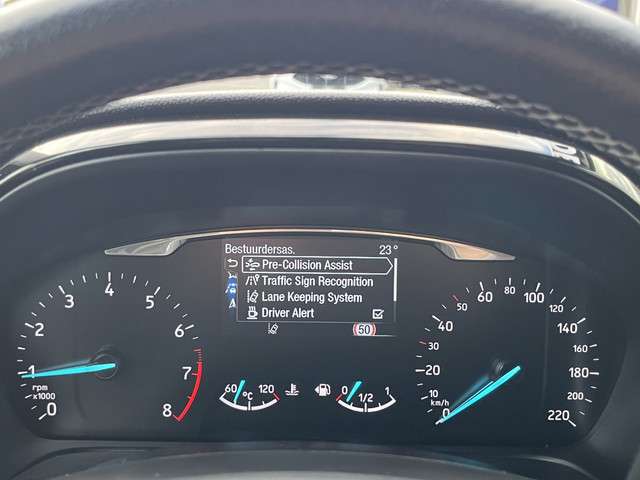 Bestuurdersas. 23°
Pre-Collision Assist
Traffic Sign Recognition
Lane Keeping System
Driver Alert
50
0
1
2
3
4
5
6
7
8
rpm
x1000
60 120
°C
0 1/2 1
0
10
20
30
40
50
60
80
100
120
140
160
180
200
220
km/h